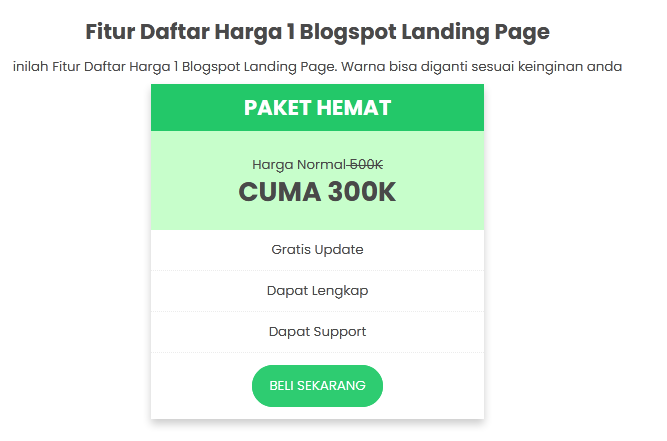 Fitur Daftar Harga 1 Blogspot Landing Page
inilah Fitur Daftar Harga 1 Blogspot Landing Page. Warna bisa diganti sesuai keinginan anda
PAKET HEMAT
Harga Normal 500K
CUMA 300K
Gratis Update
Dapat Lengkap
Dapat Support
BELI SEKARANG